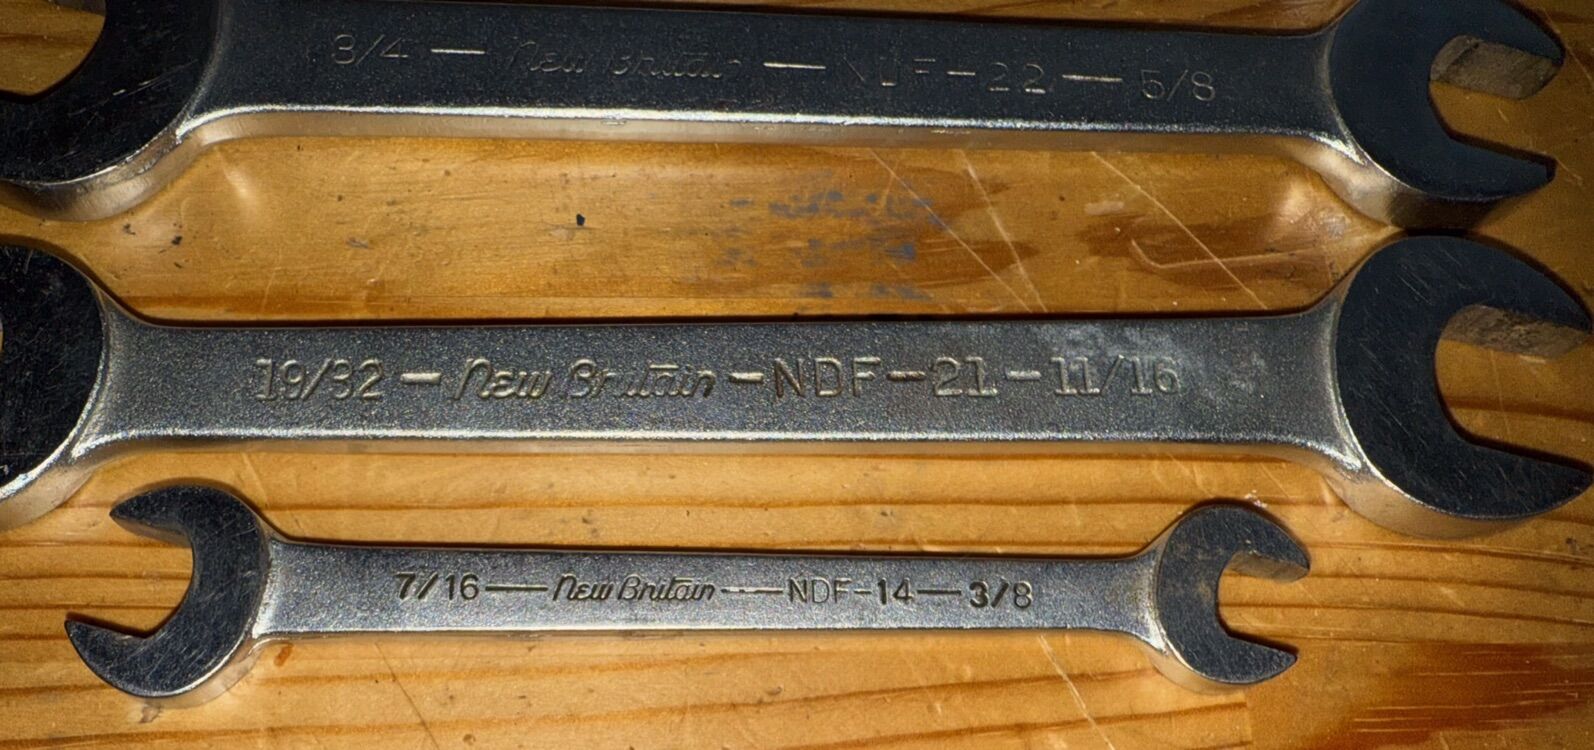 3/4 — New Britain — NDF-22 — 5/8
19/32 - New Britain - NDF-21-11/16
7/16 — New Britain — NDF-14 — 3/8